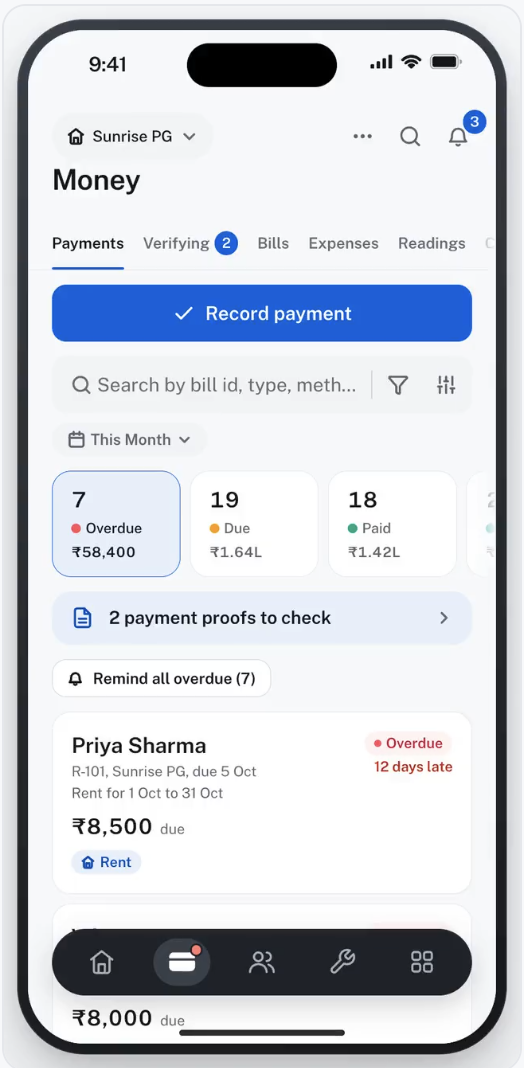 9:41
Sunrise PG
3
Money
Payments Verifying 2 Bills Expenses Readings
Record payment
Search by bill id, type, meth...
This Month
7 19 18
Overdue Due Paid
₹58,400 ₹1.64L ₹1.42L
2 payment proofs to check
Remind all overdue (7)
Priya Sharma Overdue
R-101, Sunrise PG, due 5 Oct 12 days late
Rent for 1 Oct to 31 Oct
₹8,500 due
Rent
₹8,000 due